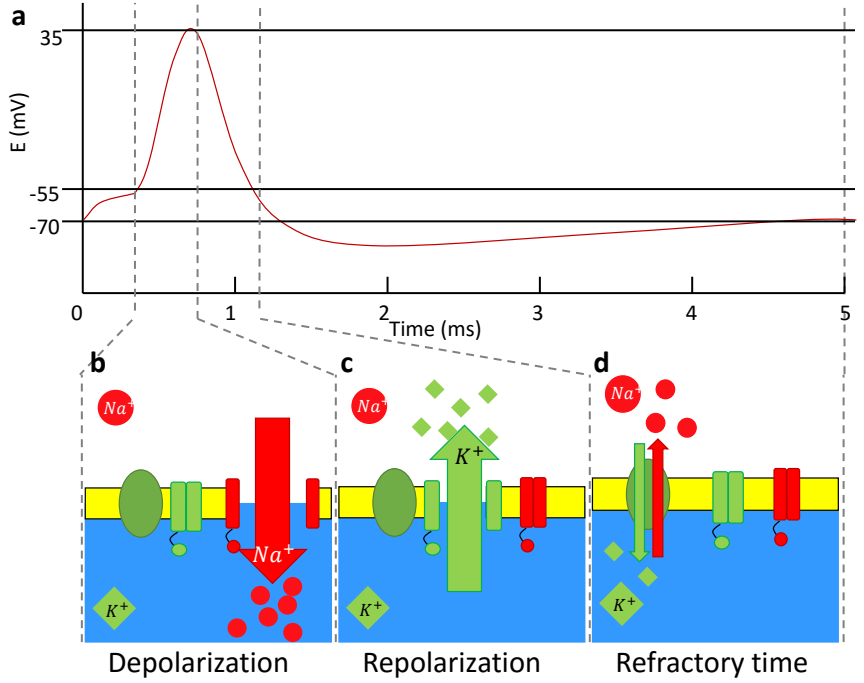 a
35
E (mV)
-55
-70
0 1 2 3 4 5
Time (ms)
b c d
Na+ Na+ Na+
K+
Na+
K+ K+ K+
Depolarization Repolarization Refractory time